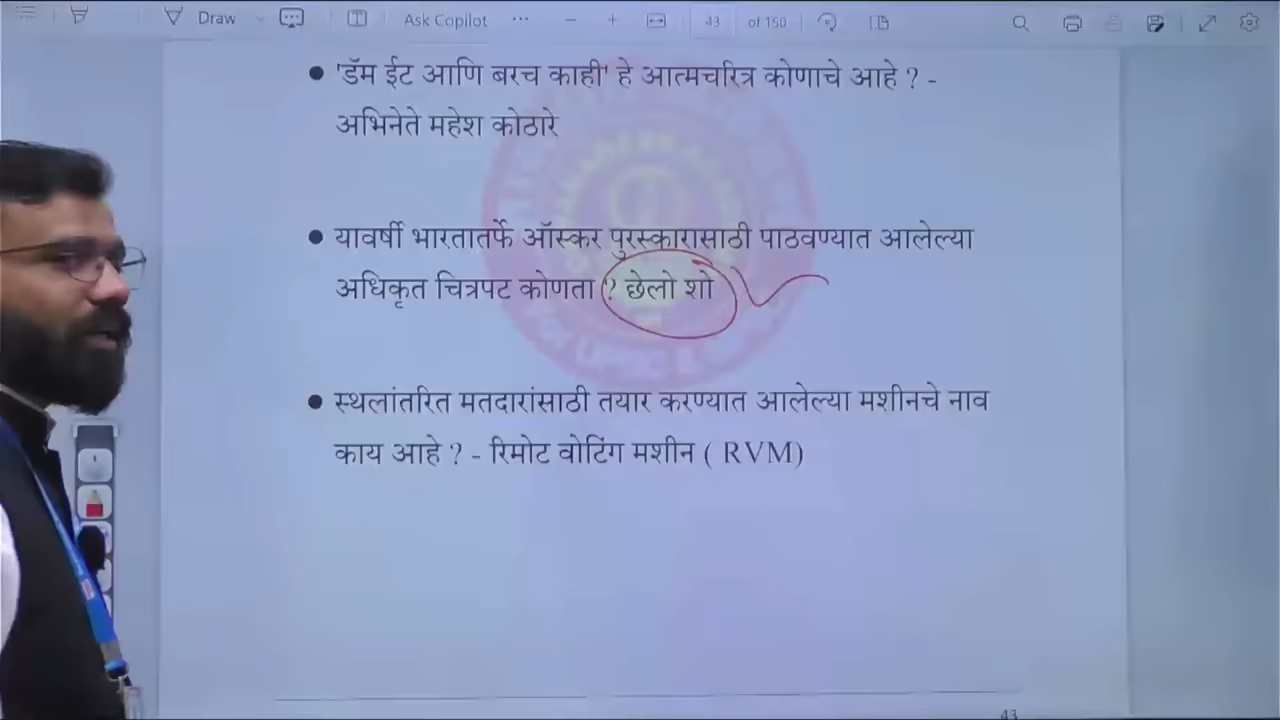 Draw
Ask Copilot
43 of 150
• 'डॅम ईट आणि बरच काही' हे आत्मचरित्र कोणाचे आहे ? -
अभिनेते महेश कोठारे
• यावर्षी भारतातर्फे ऑस्कर पुरस्कारासाठी पाठवण्यात आलेल्या
अधिकृत चित्रपट कोणता ? छेलो शो
• स्थलांतरित मतदारांसाठी तयार करण्यात आलेल्या मशीनचे नाव
काय आहे ? - रिमोट वोटिंग मशीन ( RVM)
43